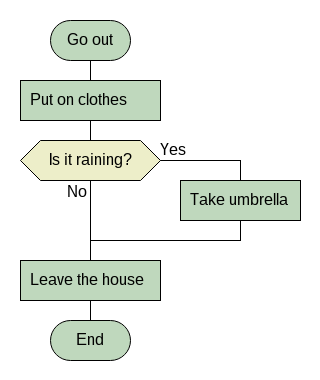 Go out
Put on clothes
Is it raining?
Yes
No
Take umbrella
Leave the house
End